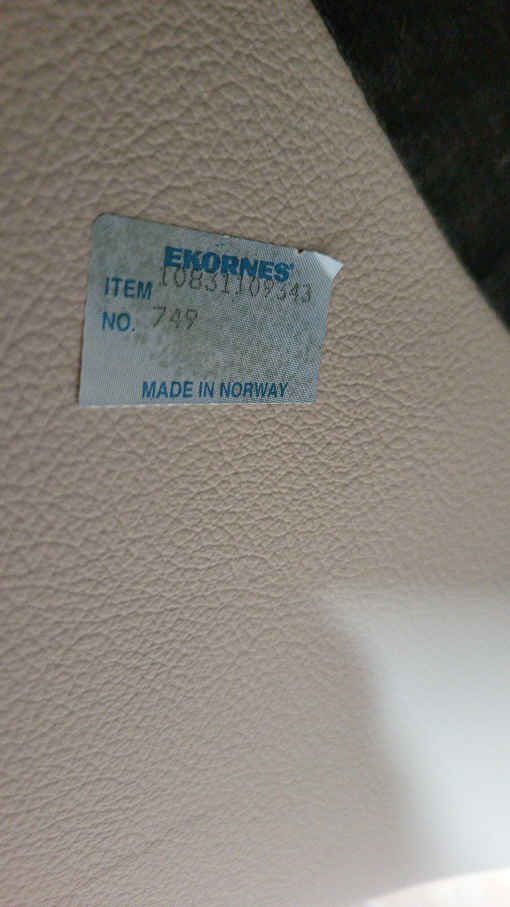 EKORNES®
ITEM 10831109343
NO. 749
MADE IN NORWAY